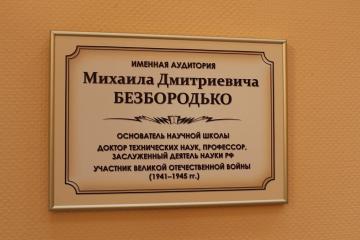 ИМЕННАЯ АУДИТОРИЯ
Михаила Дмитриевича
БЕЗБОРОДЬКО
ОСНОВАТЕЛЬ НАУЧНОЙ ШКОЛЫ
ДОКТОР ТЕХНИЧЕСКИХ НАУК, ПРОФЕССОР,
ЗАСЛУЖЕННЫЙ ДЕЯТЕЛЬ НАУКИ РФ
УЧАСТНИК ВЕЛИКОЙ ОТЕЧЕСТВЕННОЙ ВОЙНЫ
(1941–1945 гг.)